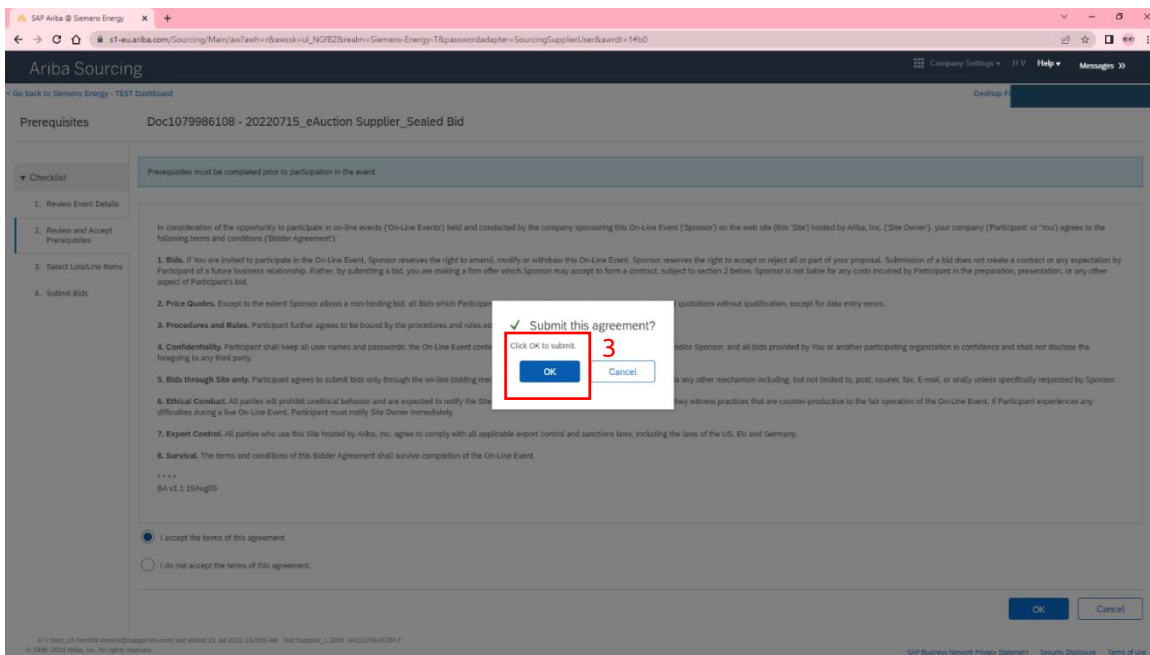 SAP Ariba @ Siemens Energy
s1-eu.ariba.com/Sourcing/Main/aw?awh=r&awssk=ul_NGf8Z&realm=Siemens-Energy-T&passwordadapter=SourcingSupplierUser&awrdt=1#b0
Ariba Sourcing
Company Settings
H V
Help
Messages
< Go back to Siemens Energy - TEST Dashboard
Desktop
Prerequisites
Doc1079986108 - 20220715_eAuction Supplier_Sealed Bid
Checklist
1. Review Event Details
2. Review and Accept
Prerequisites
3. Select Lots/Line Items
4. Submit Bids
Prerequisites must be completed prior to participation in the event.
In consideration of the opportunity to participate in on-line events ('On-Line Events') held and conducted by the company sponsoring this On-Line Event ('Sponsor') on the web site (this 'Site') hosted by Ariba, Inc. ('Site Owner'), your company ('Participant' or 'You') agrees to the
following terms and conditions ('Bidder Agreement'):
1. Bids. If You are invited to participate in the On-Line Event, Sponsor reserves the right to amend, modify or withdraw this On-Line Event. Sponsor reserves the right to accept or reject all or part of your proposal. Submission of a bid does not create a contract or any expectation by
Participant of a future business relationship. Rather, by submitting a bid, you are making a firm offer which Sponsor may accept to form a contract, subject to section 2 below. Sponsor is not liable for any costs incurred by Participant in the preparation, presentation, or any other
aspect of Participant's bid.
2. Price Quotes. Except to the extent Sponsor allows a non-binding bid, all Bids which quotations without qualification, except for data entry errors.
3. Procedures and Rules. Participant further agrees to be bound by the procedures and rules
4. Confidentiality. Participant shall keep all user names and passwords, the On-Line Event and/or Sponsor, and all bids provided by You or another participating organization in confidence and shall not disclose the
foregoing to any third party.
5. Bids through Site only. Participant agrees to submit bids only through the on-line bidding any other mechanism including, but not limited to, post, courier, fax, E-mail, or orally unless specifically requested by Sponsor.
6. Ethical Conduct. All parties will prohibit unethical behavior and are expected to notify the Site they witness practices that are counter-productive to the fair operation of the On-Line Event. If Participant experiences any
difficulties during a live On-Line Event, Participant must notify Site Owner immediately.
7. Export Control. All parties who use this Site hosted by Ariba, Inc. agree to comply with all applicable export control and sanctions laws, including the laws of the US, EU and Germany.
8. Survival. The terms and conditions of this Bidder Agreement shall survive completion of the On-Line Event.
* * * *
BA v1.1 19Aug05
✓ Submit this agreement?
Click OK to submit.
3
OK
Cancel
I accept the terms of this agreement.
I do not accept the terms of this agreement.
OK
Cancel
SAP Business Network Privacy Statement
Security Disclosure
Terms of Use